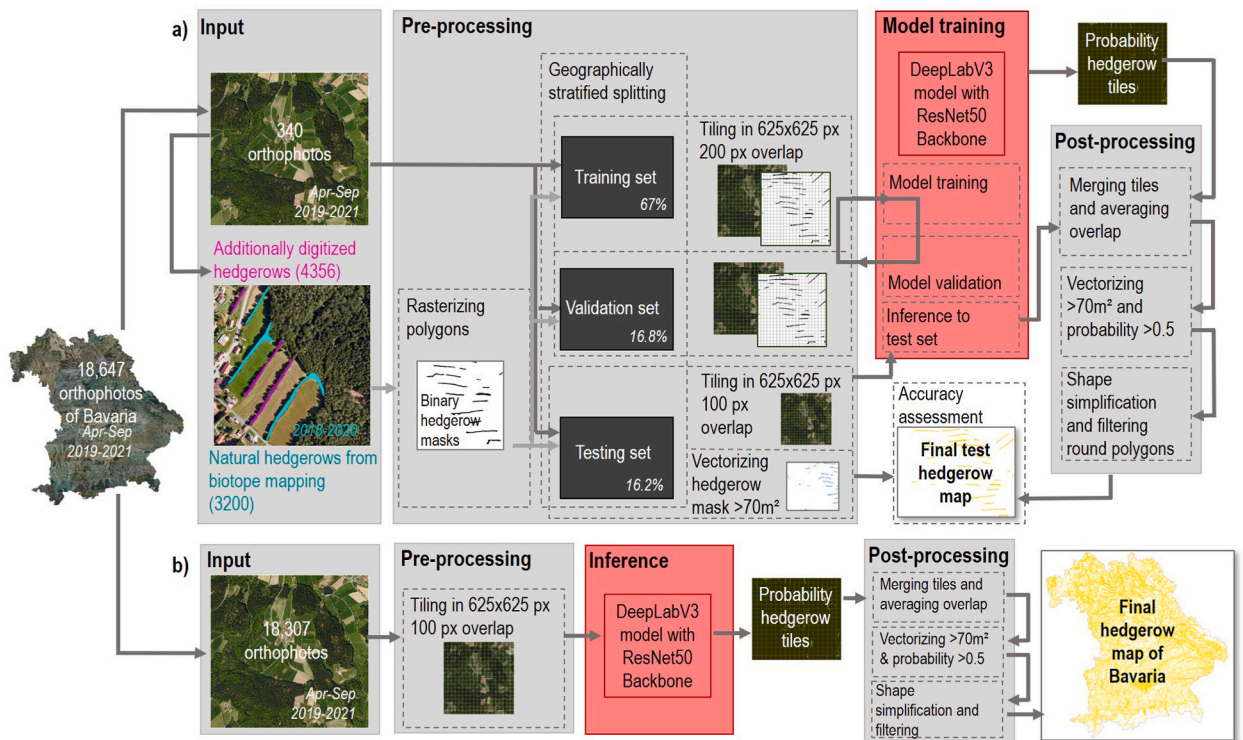 a)
Input
340
orthophotos
Apr-Sep
2019-2021
Additionally digitized
hedgerows (4356)
2018-2020
Natural hedgerows from
biotope mapping
(3200)
18,647
orthophotos
of Bavaria
Apr-Sep
2019-2021
Pre-processing
Geographically
stratified splitting
Training set
67%
Tiling in 625x625 px
200 px overlap
Validation set
16.8%
Rasterizing
polygons
Binary
hedgerow
masks
Testing set
16.2%
Tiling in 625x625 px
100 px
overlap
Vectorizing
hedgerow
mask >70m²
Model training
DeepLabV3
model with
ResNet50
Backbone
Model training
Model validation
Inference to
test set
Probability
hedgerow
tiles
Post-processing
Merging tiles
and averaging
overlap
Vectorizing
>70m² and
probability >0.5
Shape
simplification
and filtering
round polygons
Accuracy
assessment
Final test
hedgerow
map
b)
Input
18,307
orthophotos
Apr-Sep
2019-2021
Pre-processing
Tiling in 625x625 px
100 px overlap
Inference
DeepLabV3
model with
ResNet50
Backbone
Probability
hedgerow
tiles
Post-processing
Merging tiles and
averaging overlap
Vectorizing >70m²
& probability >0.5
Shape
simplification and
filtering
Final
hedgerow
map of
Bavaria